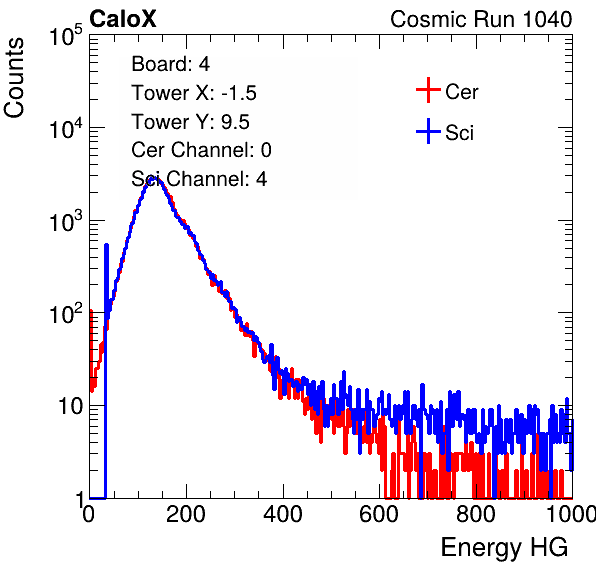 CaloX Cosmic Run 1040
Counts
Board: 4
Tower X: -1.5
Tower Y: 9.5
Cer Channel: 0
Sci Channel: 4
Cer
Sci
10^5
10^4
10^3
10^2
10
1
0 200 400 600 800 1000
Energy HG